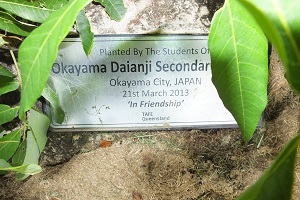 Planted By The Students Of
Okayama Daianji Secondar
Okayama City, JAPAN
21st March 2013
'In Friendship'
TAFE
Queensland